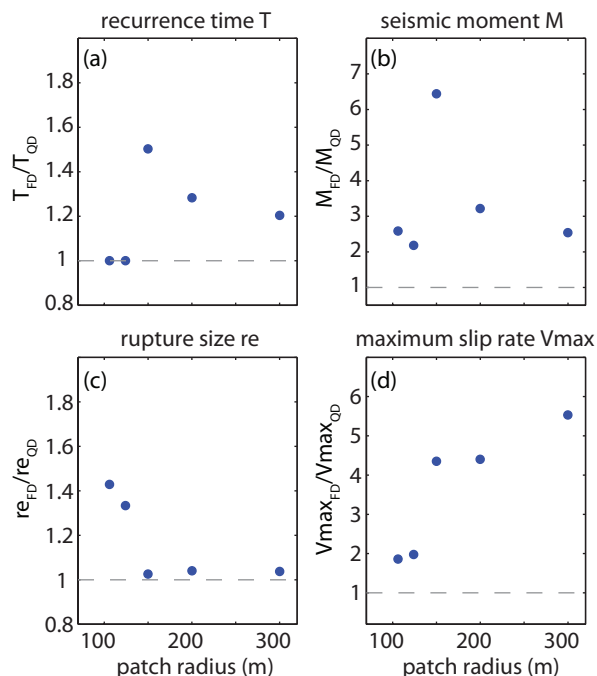 recurrence time T
seismic moment M
(a)
1.8
1.6
1.4
1.2
1
0.8
T_FD/T_QD
(b)
7
6
5
4
3
2
1
M_FD/M_QD
rupture size re
maximum slip rate Vmax
(c)
1.8
1.6
1.4
1.2
1
0.8
re_FD/re_QD
100 200 300
patch radius (m)
(d)
6
5
4
3
2
1
Vmax_FD/Vmax_QD
100 200 300
patch radius (m)